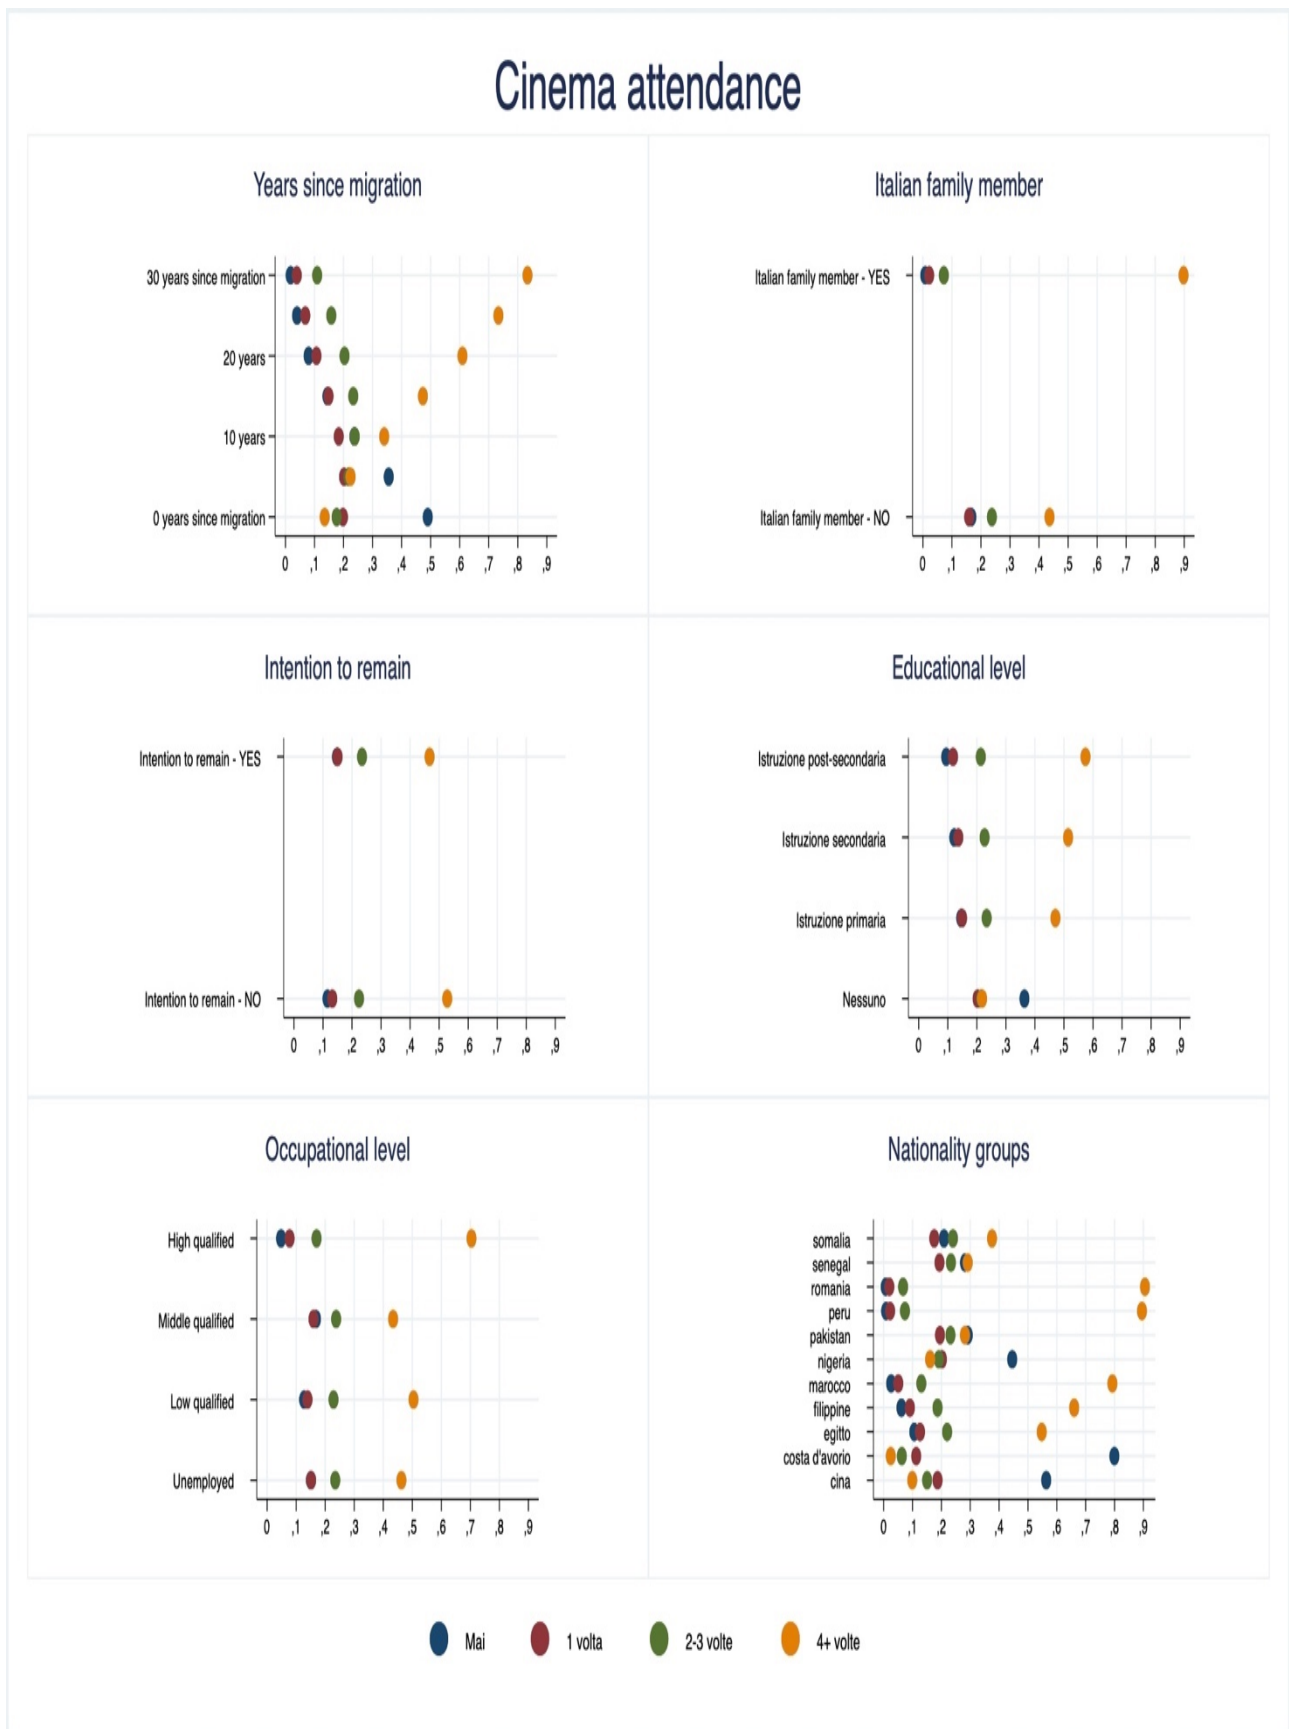 Cinema attendance
Years since migration
30 years since migration
20 years
10 years
0 years since migration
0 ,1 ,2 ,3 ,4 ,5 ,6 ,7 ,8 ,9
Italian family member
Italian family member - YES
Italian family member - NO
0 ,1 ,2 ,3 ,4 ,5 ,6 ,7 ,8 ,9
Intention to remain
Intention to remain - YES
Intention to remain - NO
0 ,1 ,2 ,3 ,4 ,5 ,6 ,7 ,8 ,9
Educational level
Istruzione post-secondaria
Istruzione secondaria
Istruzione primaria
Nessuno
0 ,1 ,2 ,3 ,4 ,5 ,6 ,7 ,8 ,9
Occupational level
High qualified
Middle qualified
Low qualified
Unemployed
0 ,1 ,2 ,3 ,4 ,5 ,6 ,7 ,8 ,9
Nationality groups
somalia
senegal
romania
peru
pakistan
nigeria
marocco
filippine
egitto
costa d'avorio
cina
0 ,1 ,2 ,3 ,4 ,5 ,6 ,7 ,8 ,9
Mai 1 volta 2-3 volte 4+ volte